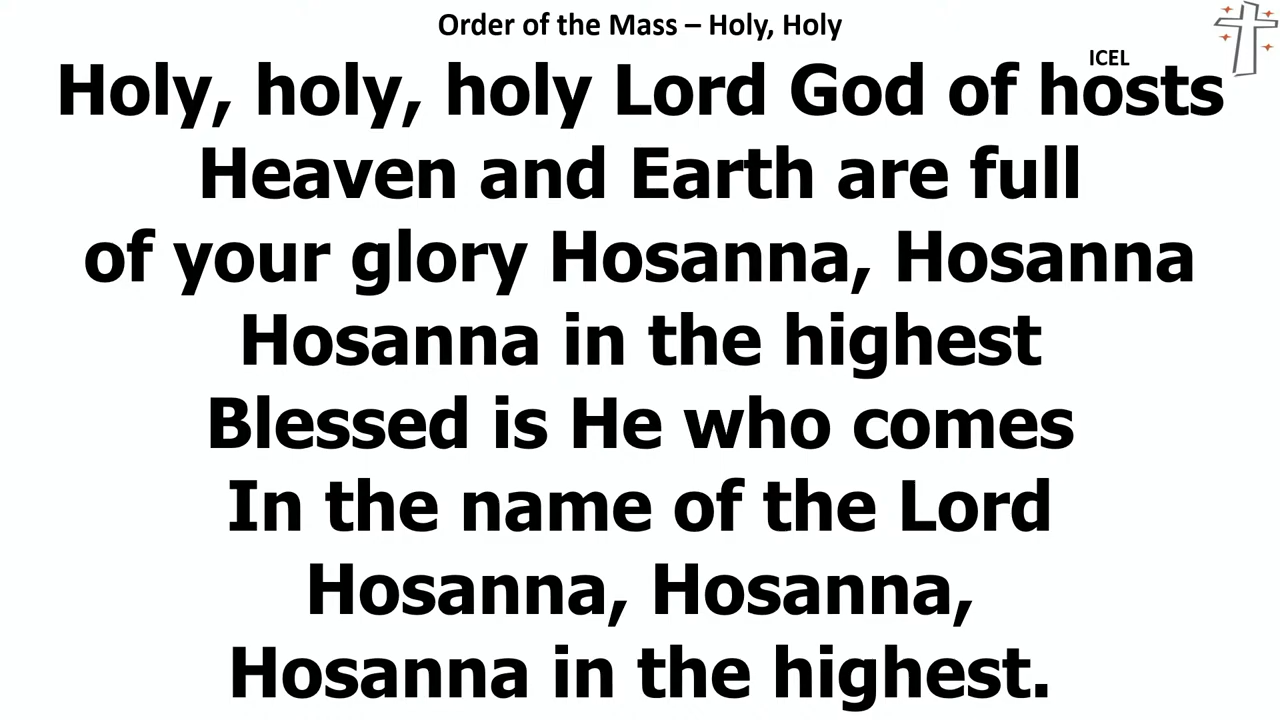 Order of the Mass – Holy, Holy
ICEL
Holy, holy, holy Lord God of hosts
Heaven and Earth are full
of your glory Hosanna, Hosanna
Hosanna in the highest
Blessed is He who comes
In the name of the Lord
Hosanna, Hosanna,
Hosanna in the highest.